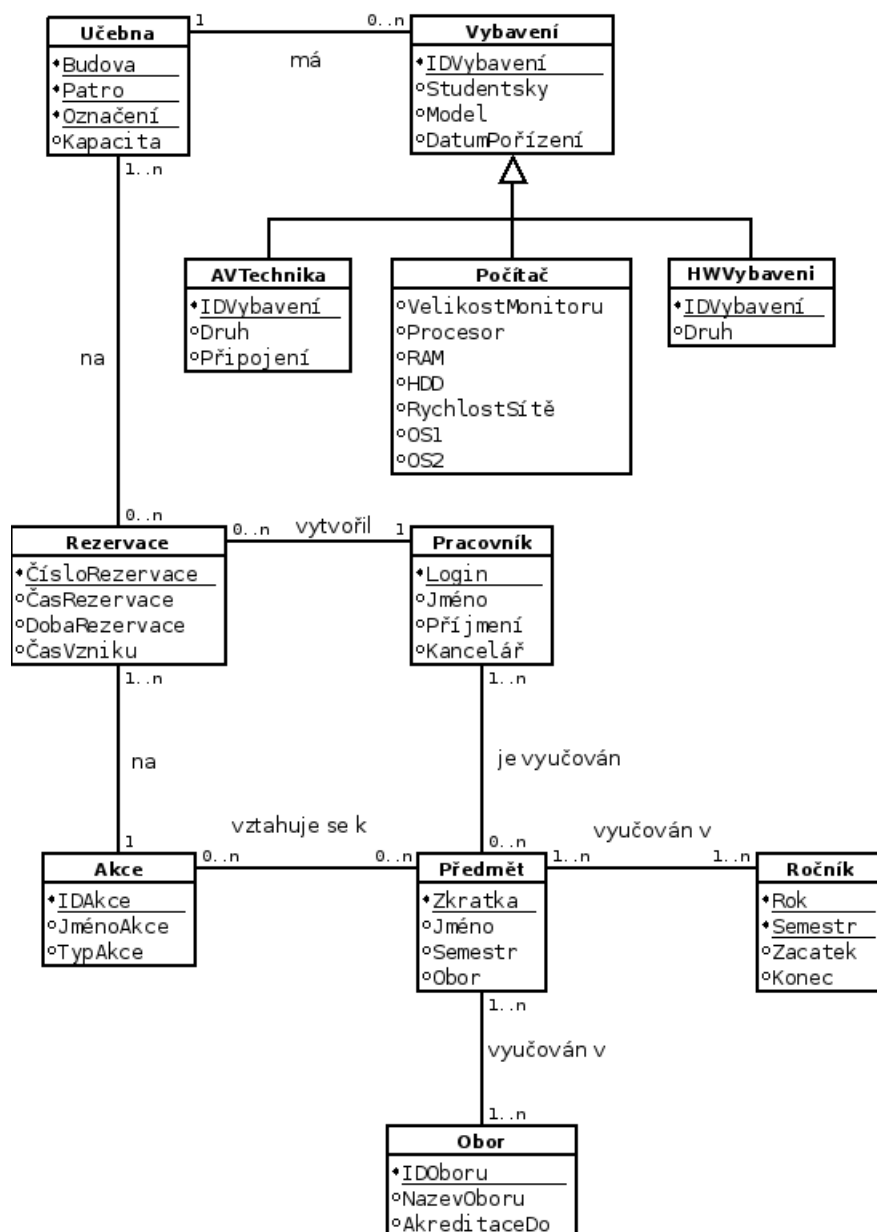 Učebna
Budova
Patro
Označení
Kapacita
1
0..n
má
Vybavení
IDVybavení
Studentsky
Model
DatumPořízení
1..n
AVTechnika
IDVybavení
Druh
Připojení
Počítač
VelikostMonitoru
Procesor
RAM
HDD
RychlostSítě
OS1
OS2
HWVybaveni
IDVybavení
Druh
na
0..n
Rezervace
ČísloRezervace
ČasRezervace
DobaRezervace
ČasVzniku
0..n
vytvořil
1
Pracovník
Login
Jméno
Příjmení
Kancelář
1..n
1..n
na
je vyučován
1
vztahuje se k
0..n
0..n
0..n
vyučován v
1..n
1..n
Akce
IDAkce
JménoAkce
TypAkce
Předmět
Zkratka
Jméno
Semestr
Obor
Ročník
Rok
Semestr
Zacatek
Konec
1..n
vyučován v
1..n
Obor
IDOboru
NazevOboru
AkreditaceDo